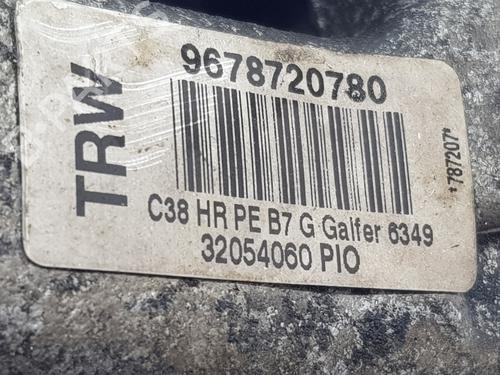 TRW
9678720780
C38 HR PE B7 G Galfer 6349
32054060 PIO
*787207*